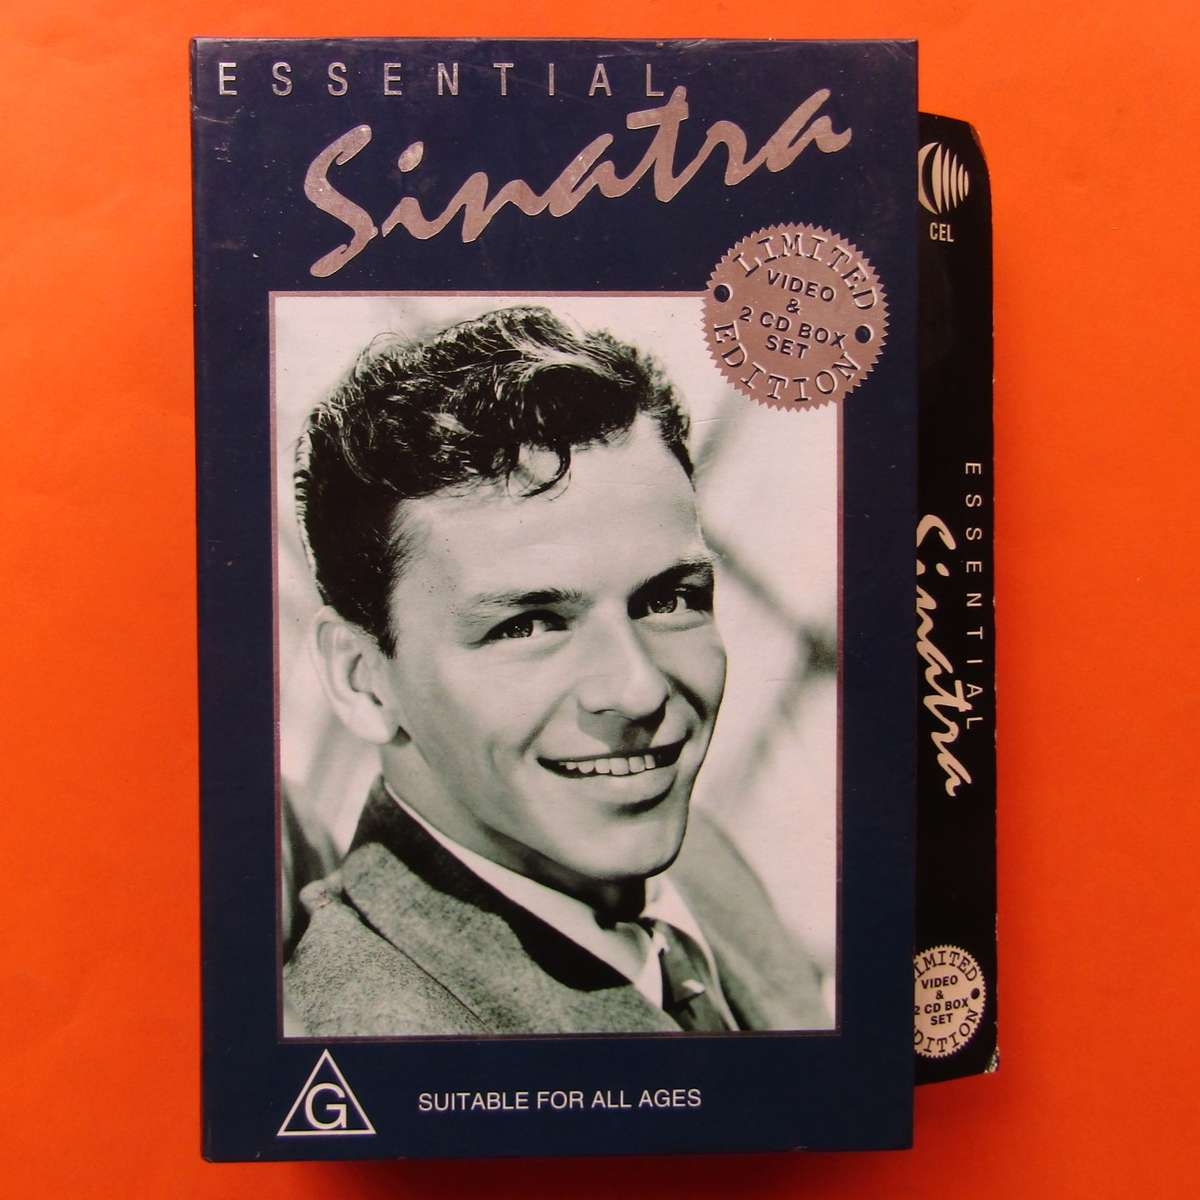 ESSENTIAL
Sinatra
LIMITED
VIDEO
&
2 CD BOX
SET
EDITION
G
SUITABLE FOR ALL AGES
CEL
ESSENTIAL
Sinatra
LIMITED
VIDEO
&
2 CD BOX
SET
EDITION